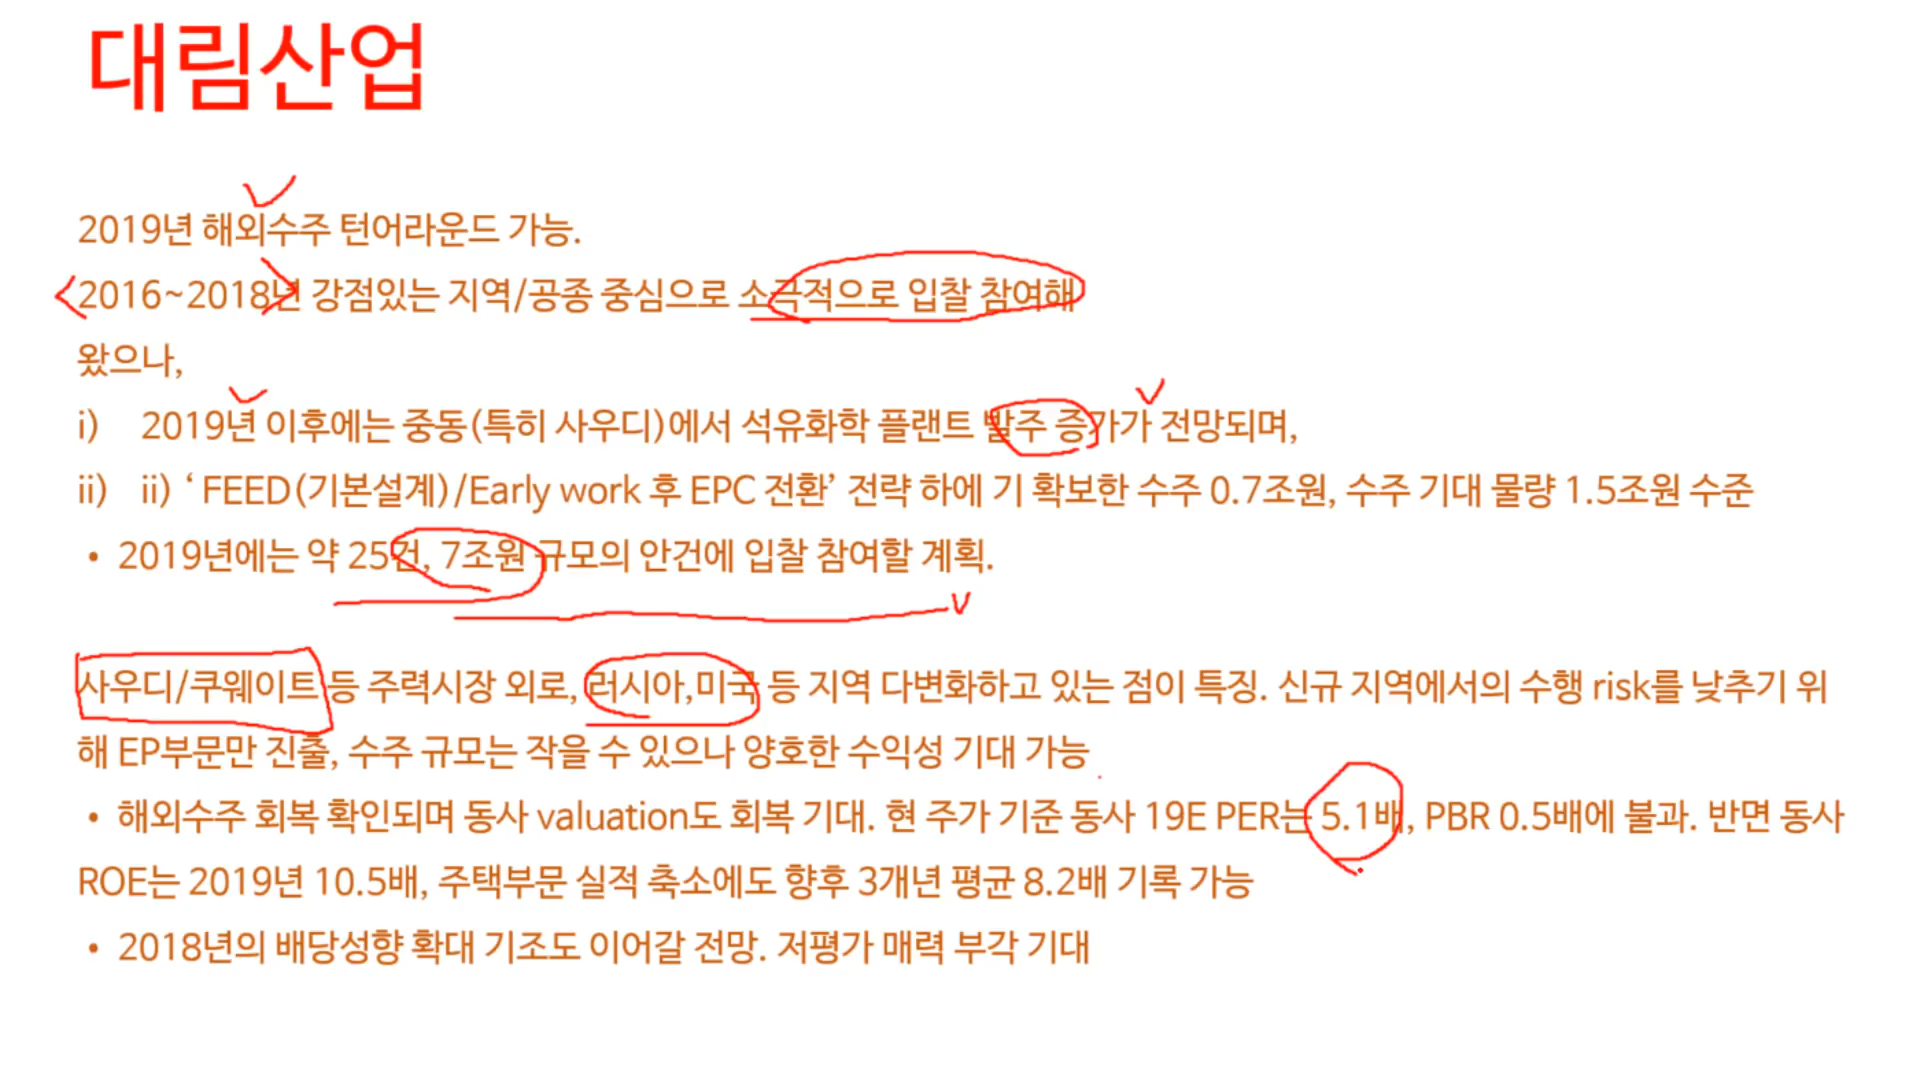 대림산업
2019년 해외수주 턴어라운드 가능.
2016~2018년 강점있는 지역/공종 중심으로 소극적으로 입찰 참여해
왔으나,
i) 2019년 이후에는 중동(특히 사우디)에서 석유화학 플랜트 발주 증가가 전망되며,
ii) ii) ‘ FEED(기본설계)/Early work 후 EPC 전환’ 전략 하에 기 확보한 수주 0.7조원, 수주 기대 물량 1.5조원 수준
• 2019년에는 약 25건, 7조원 규모의 안건에 입찰 참여할 계획.
사우디/쿠웨이트 등 주력시장 외로, 러시아,미국 등 지역 다변화하고 있는 점이 특징. 신규 지역에서의 수행 risk를 낮추기 위
해 EP부문만 진출, 수주 규모는 작을 수 있으나 양호한 수익성 기대 가능
• 해외수주 회복 확인되며 동사 valuation도 회복 기대. 현 주가 기준 동사 19E PER는 5.1배, PBR 0.5배에 불과. 반면 동사
ROE는 2019년 10.5배, 주택부문 실적 축소에도 향후 3개년 평균 8.2배 기록 가능
• 2018년의 배당성향 확대 기조도 이어갈 전망. 저평가 매력 부각 기대